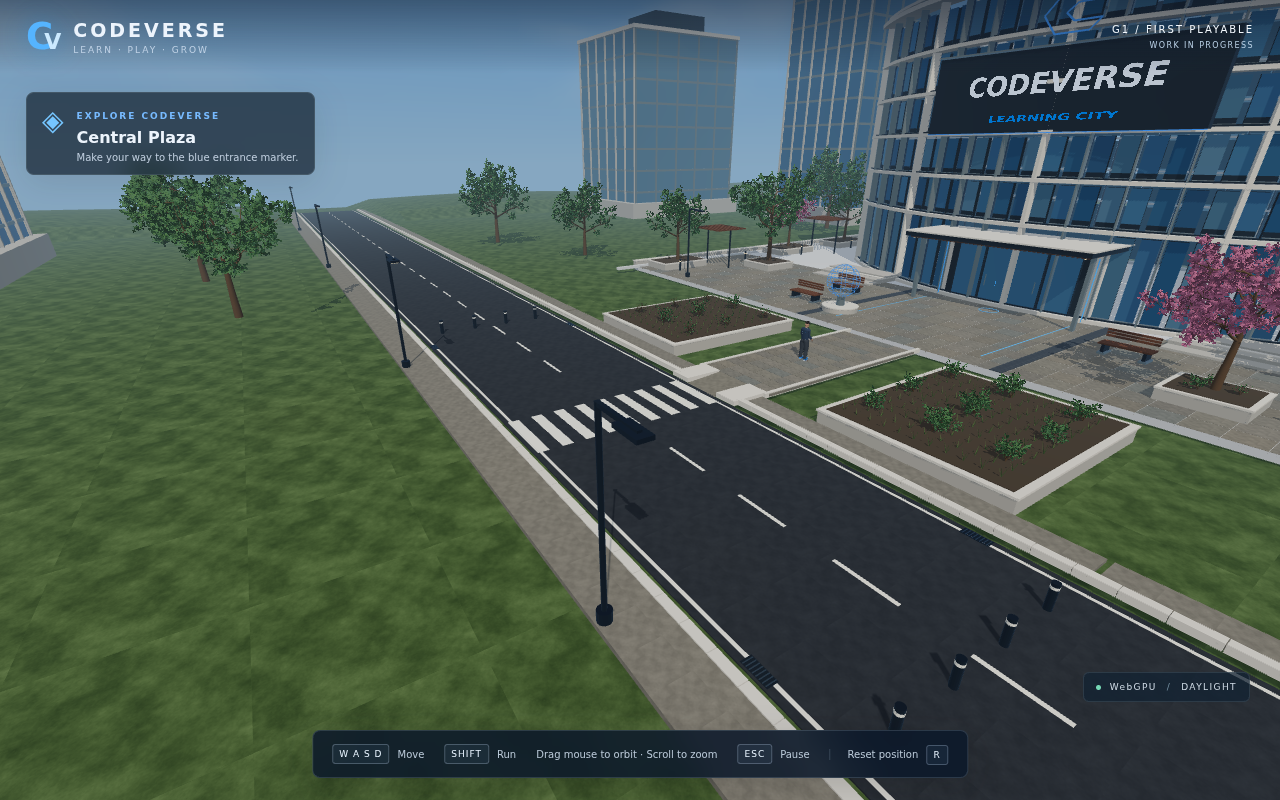 CV CODEVERSE
LEARN · PLAY · GROW
G1 / FIRST PLAYABLE
WORK IN PROGRESS
EXPLORE CODEVERSE
Central Plaza
Make your way to the blue entrance marker.
CODEVERSE
LEARNING CITY
WebGPU / DAYLIGHT
W A S D Move SHIFT Run Drag mouse to orbit · Scroll to zoom ESC Pause | Reset position R